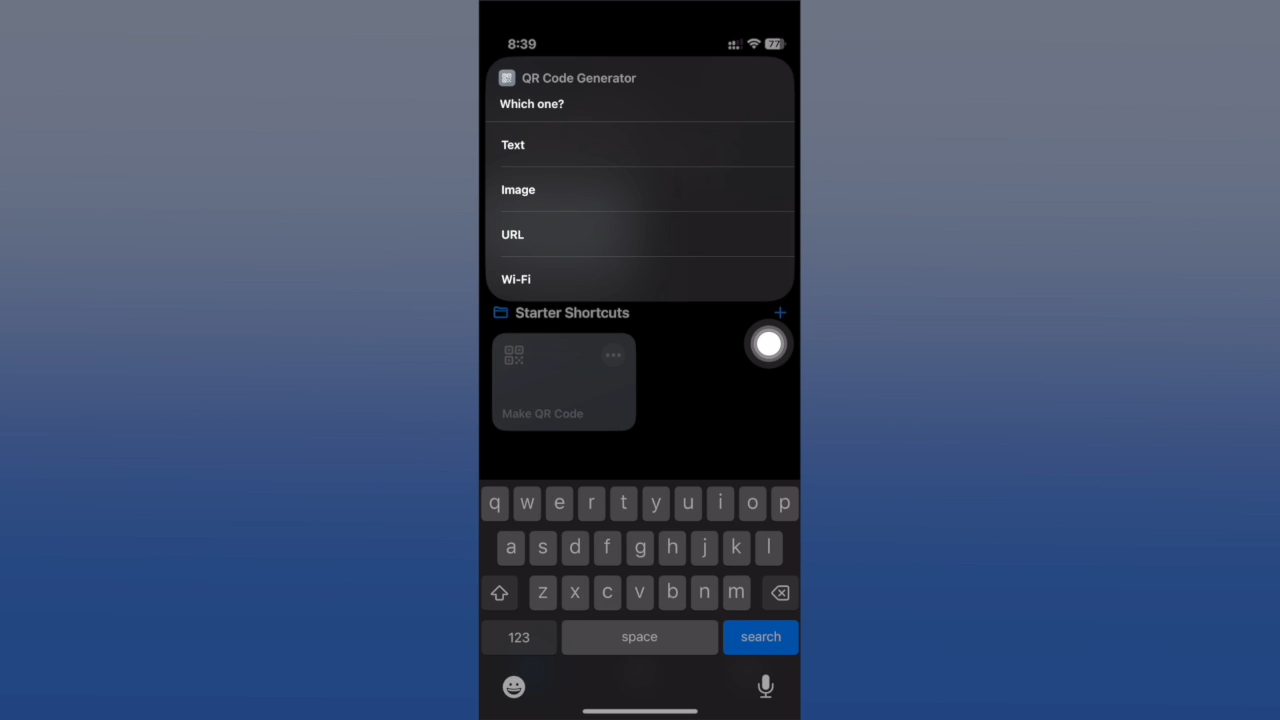 8:39
77
QR Code Generator
Which one?
Text
Image
URL
Wi-Fi
Starter Shortcuts
Make QR Code
q w e r t y u i o p
a s d f g h j k l
z x c v b n m
123 space search